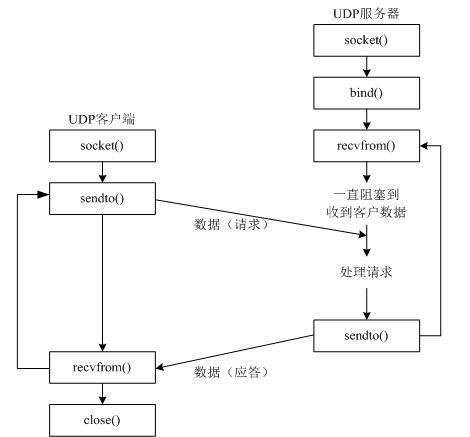 UDP服务器
socket()
bind()
UDP客户端
socket()
recvfrom()
sendto()
一直阻塞到
收到客户数据
数据（请求）
处理请求
sendto()
recvfrom()
数据（应答）
close()